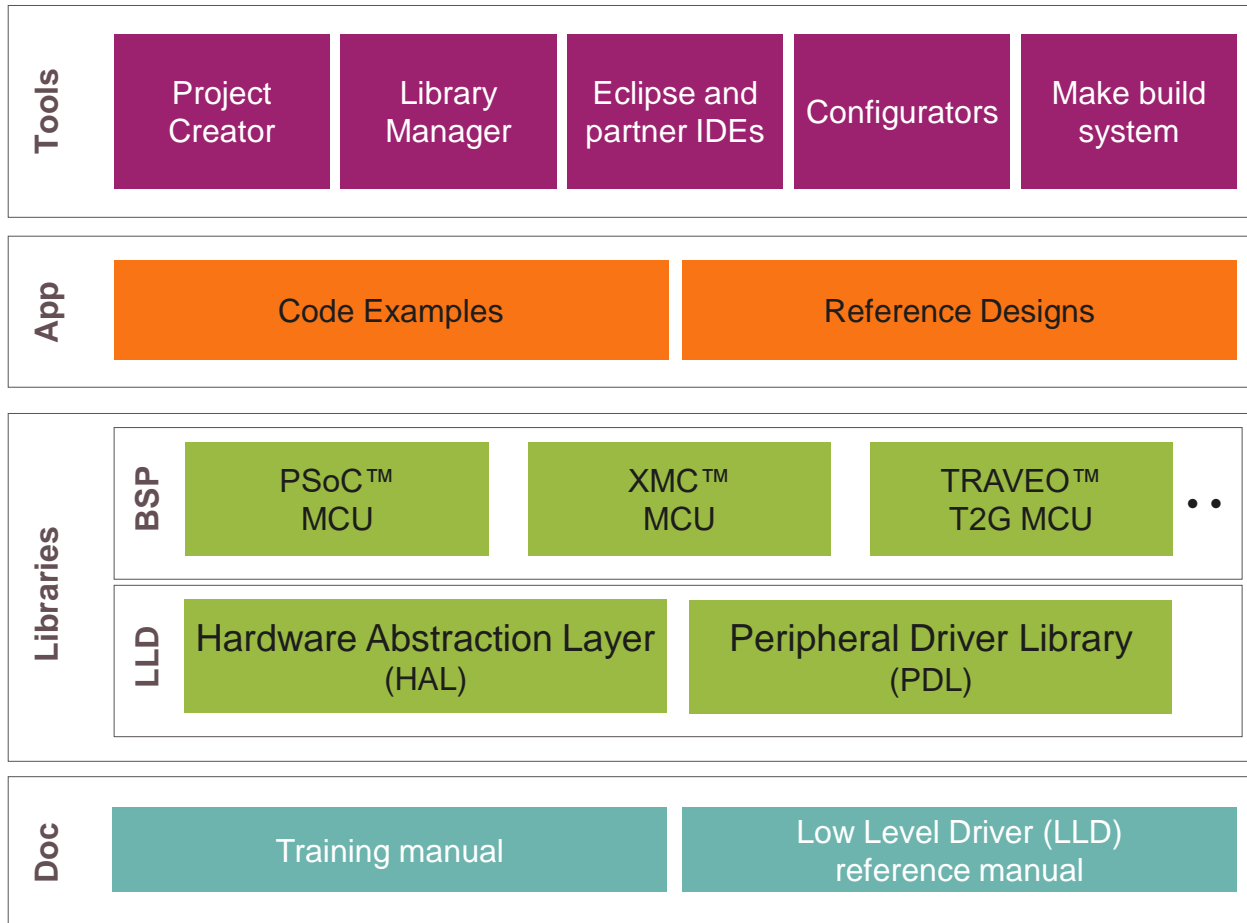 Tools
Project
Creator
Library
Manager
Eclipse and
partner IDEs
Configurators
Make build
system
App
Code Examples
Reference Designs
Libraries
BSP
PSoC™
MCU
XMC™
MCU
TRAVEO™
T2G MCU
• •
LLD
Hardware Abstraction Layer
(HAL)
Peripheral Driver Library
(PDL)
Doc
Training manual
Low Level Driver (LLD)
reference manual